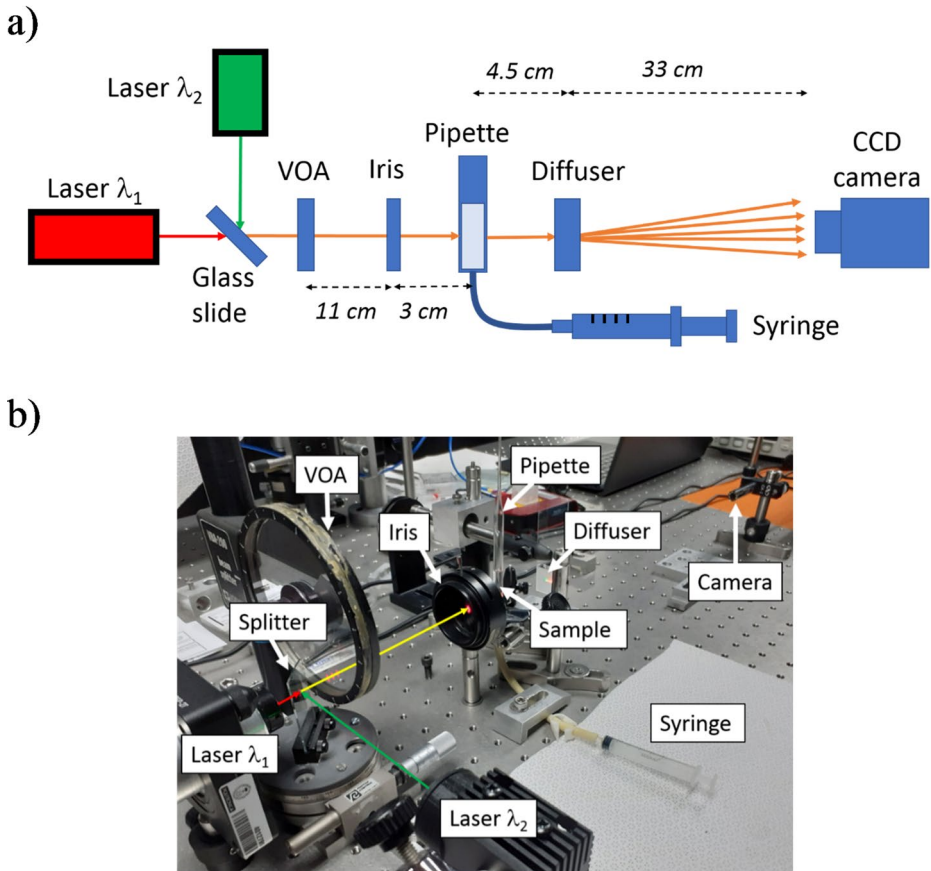 a)
4.5 cm
33 cm
Laser λ2
Pipette
CCD
camera
VOA
Iris
Diffuser
Laser λ1
Glass
slide
11 cm
3 cm
Syringe
b)
VOA
Pipette
Iris
Diffuser
Camera
Splitter
Sample
Syringe
Laser λ1
Laser λ2